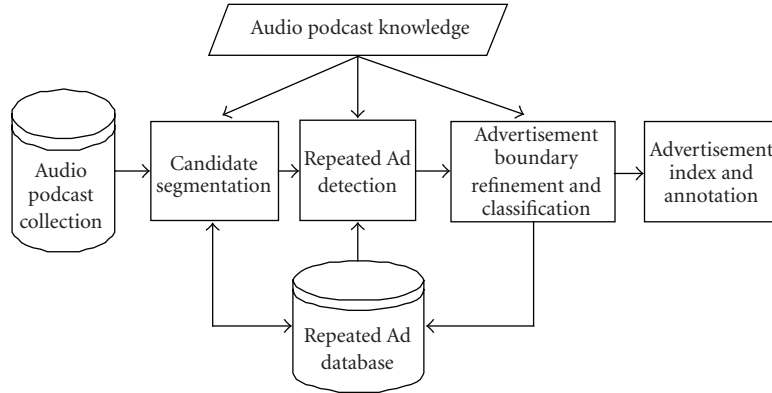 Audio podcast knowledge
Audio
podcast
collection
Candidate
segmentation
Repeated Ad
detection
Advertisement
boundary
refinement and
classification
Advertisement
index and
annotation
Repeated Ad
database